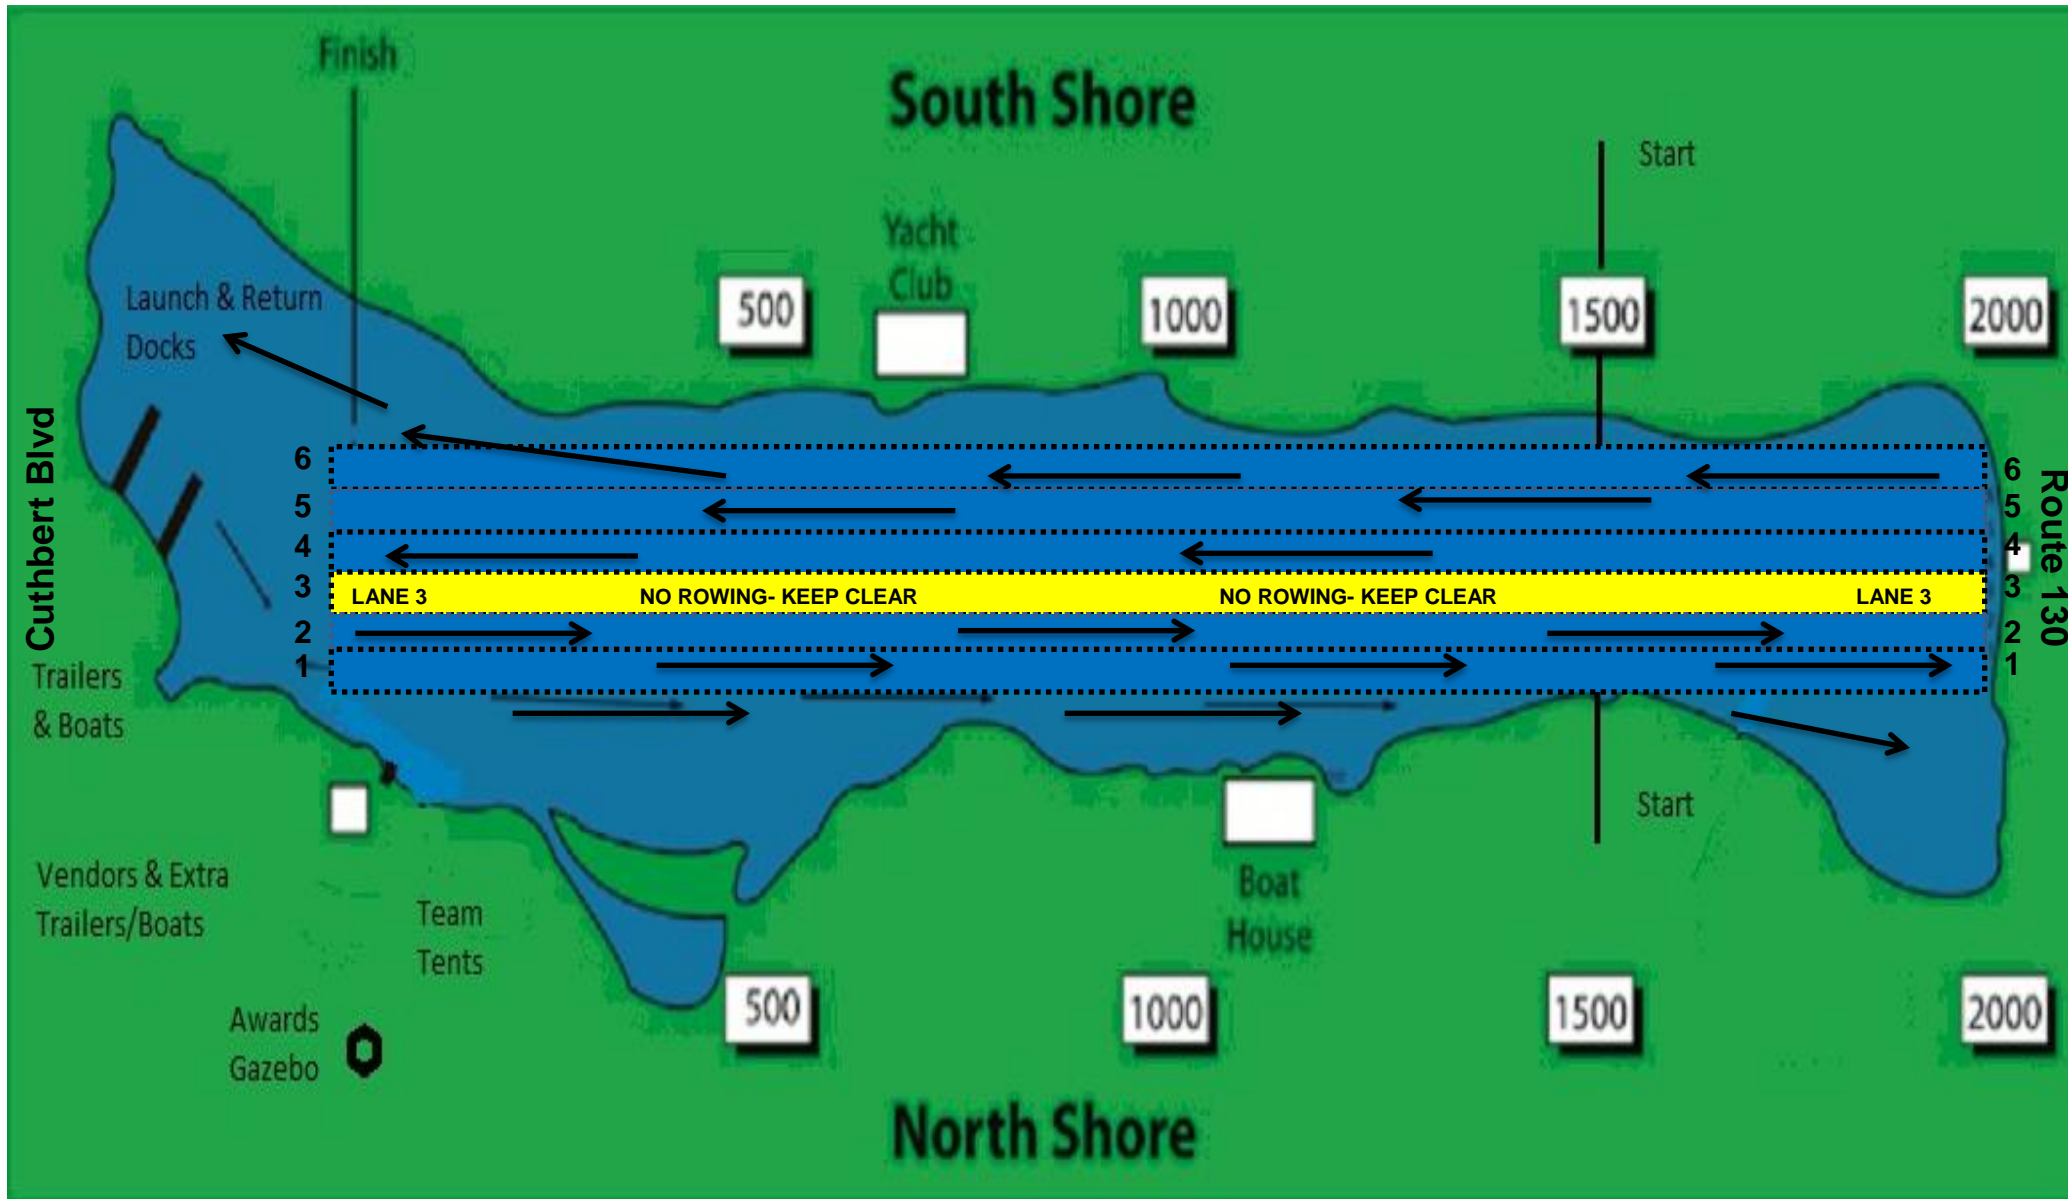 Finish
South Shore
Start
Yacht
Club
500
1000
1500
2000
Launch & Return
Docks
Cuthbert Blvd
Route 130
6
6
5
5
4
4
3
LANE 3
NO ROWING- KEEP CLEAR
NO ROWING- KEEP CLEAR
LANE 3
3
2
2
1
1
Trailers
& Boats
Start
Vendors & Extra
Trailers/Boats
Team
Tents
Boat
House
500
1000
1500
2000
Awards
Gazebo
North Shore